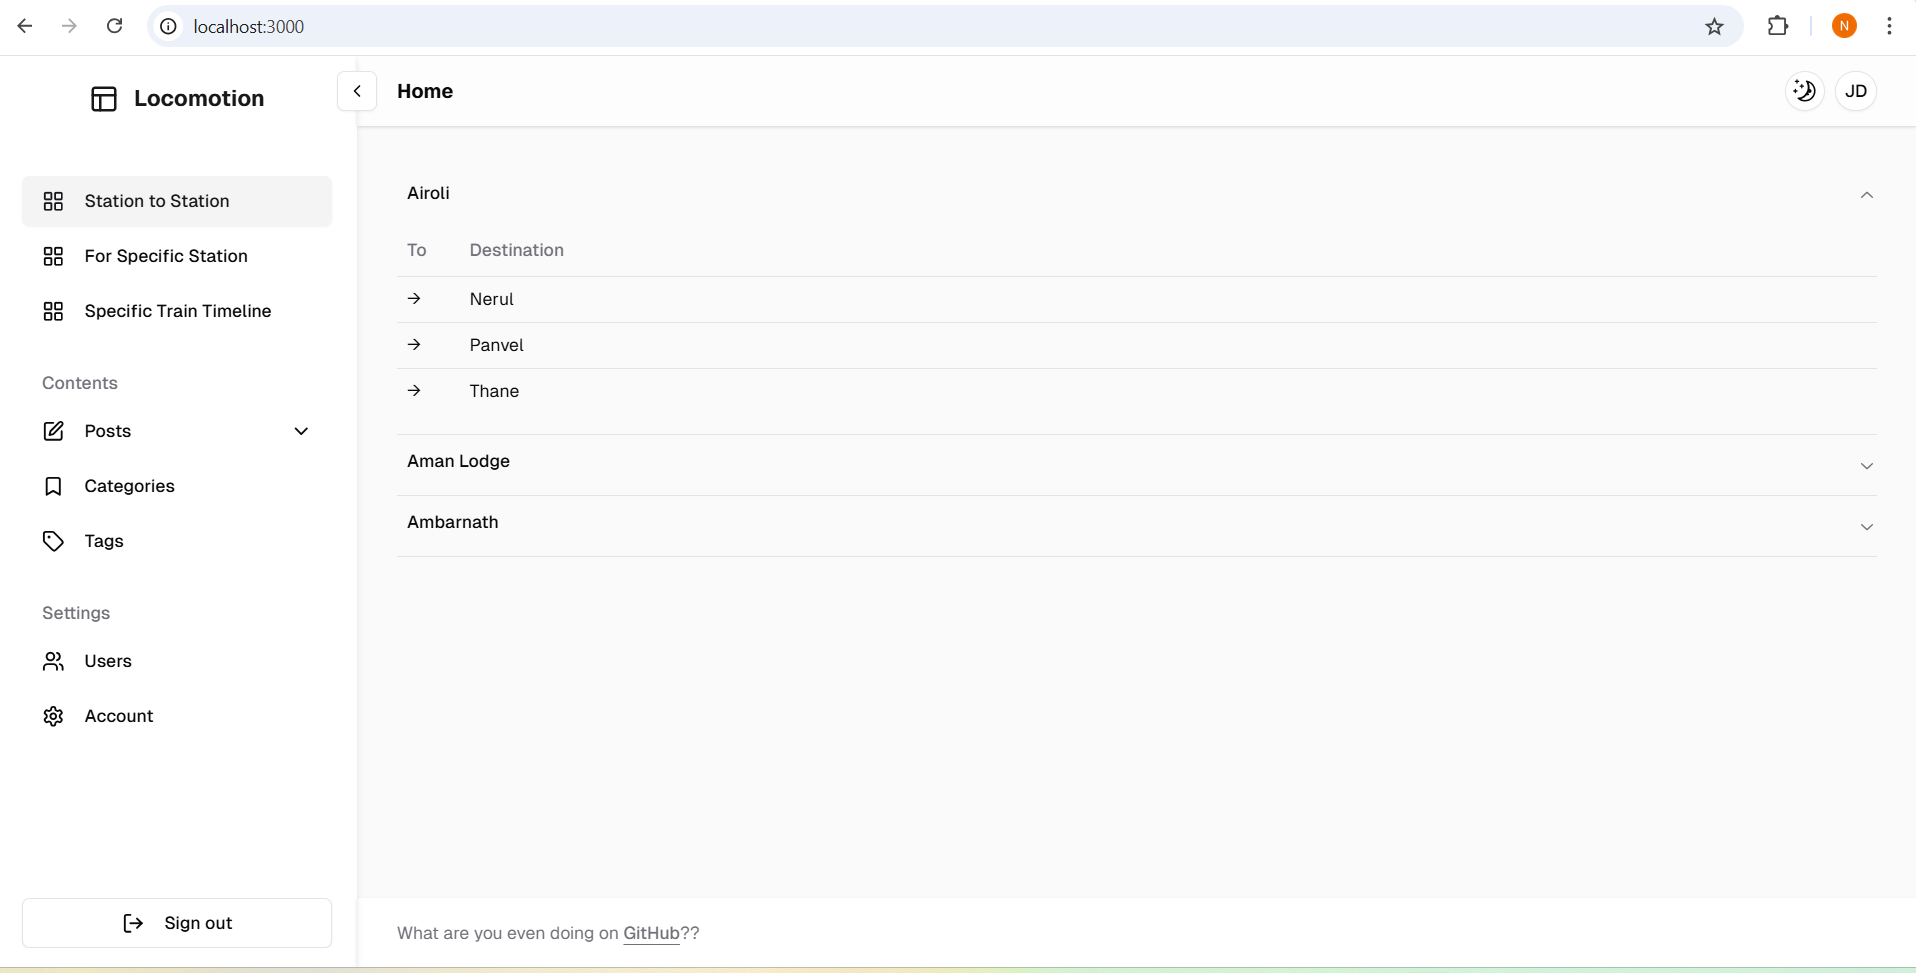 localhost:3000
N
Locomotion
Home
JD
Station to Station
For Specific Station
Specific Train Timeline
Contents
Posts
Categories
Tags
Settings
Users
Account
Sign out
Airoli
To Destination
→ Nerul
→ Panvel
→ Thane
Aman Lodge
Ambarnath
What are you even doing on GitHub??